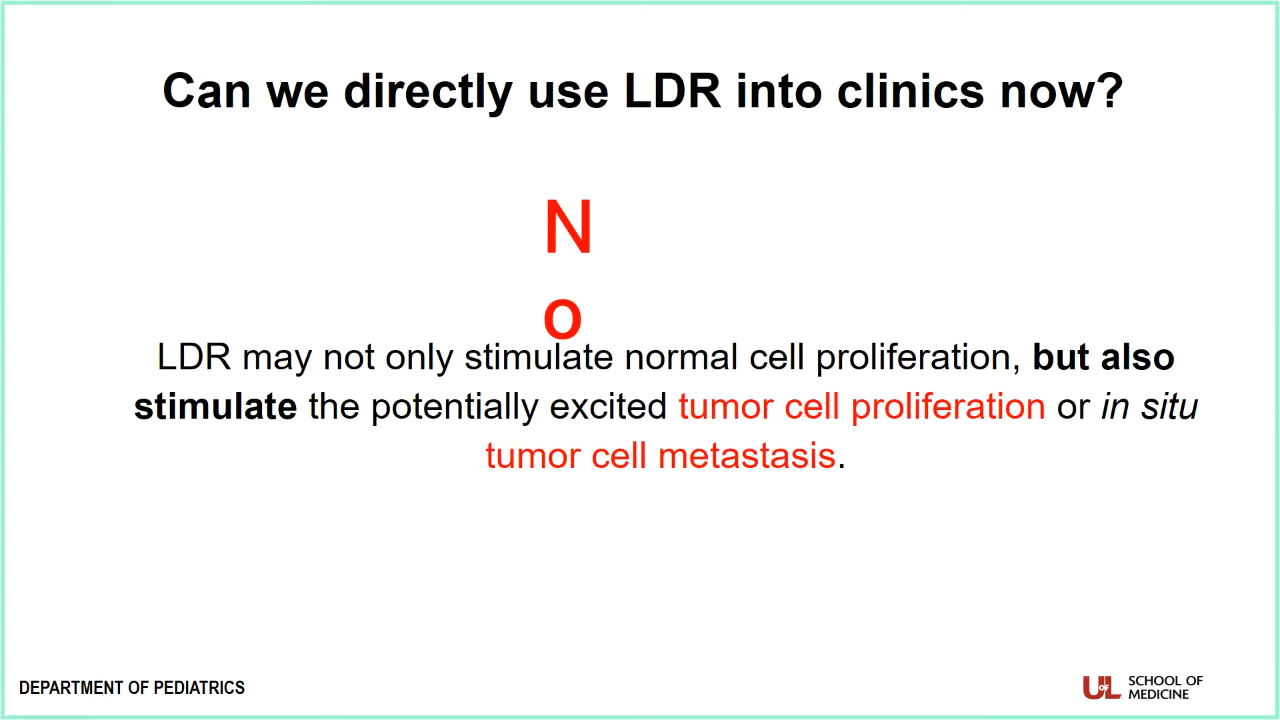 Can we directly use LDR into clinics now?
N
o
LDR may not only stimulate normal cell proliferation, but also
stimulate the potentially excited tumor cell proliferation or in situ
tumor cell metastasis.
DEPARTMENT OF PEDIATRICS
UofL
SCHOOL OF
MEDICINE